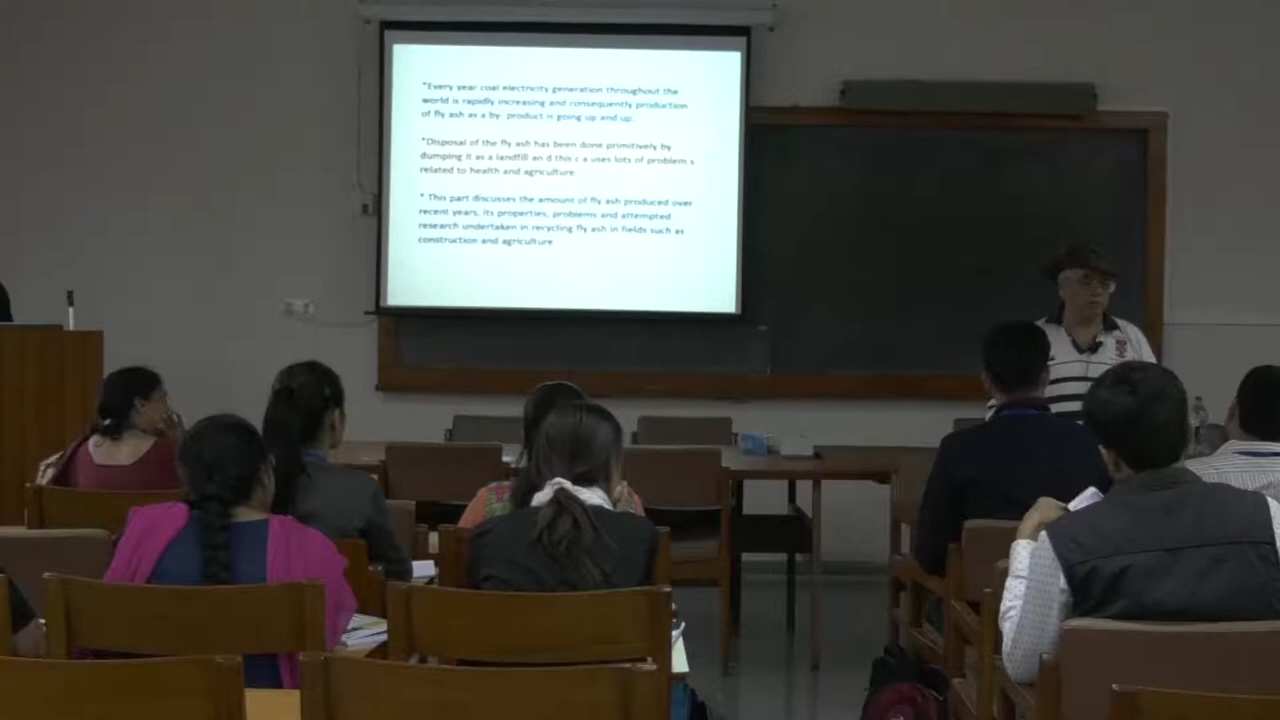 *Every year coal electricity generation throughout the
world is rapidly increasing and consequently production
of fly ash as a by- product is going up and up.
*Disposal of the fly ash has been done primitively by
dumping it as a landfill an d this c a uses lots of problem s
related to health and agriculture.
* This part discusses the amount of fly ash produced over
recent years, its properties, problems and attempted
research undertaken in recycling fly ash in fields such as
construction and agriculture.